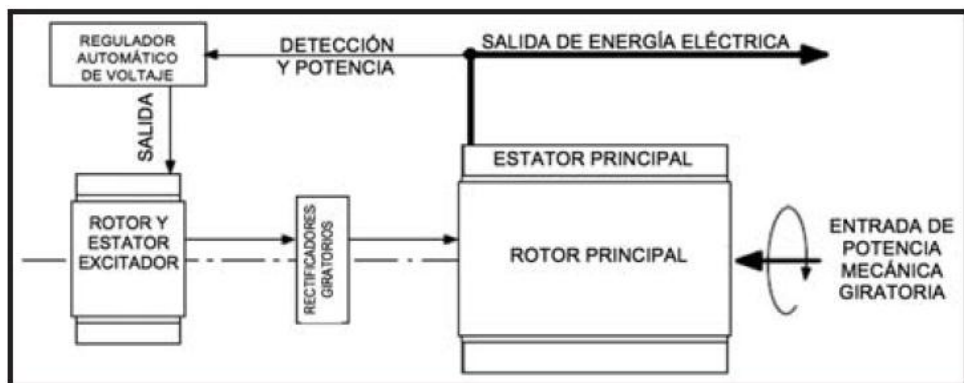 REGULADOR
AUTOMÁTICO
DE VOLTAJE
DETECCIÓN
Y POTENCIA
SALIDA DE ENERGÍA ELÉCTRICA
SALIDA
ESTATOR PRINCIPAL
ROTOR Y
ESTATOR
EXCITADOR
RECTIFICADORES
GIRATORIOS
ROTOR PRINCIPAL
ENTRADA DE
POTENCIA
MECÁNICA
GIRATORIA